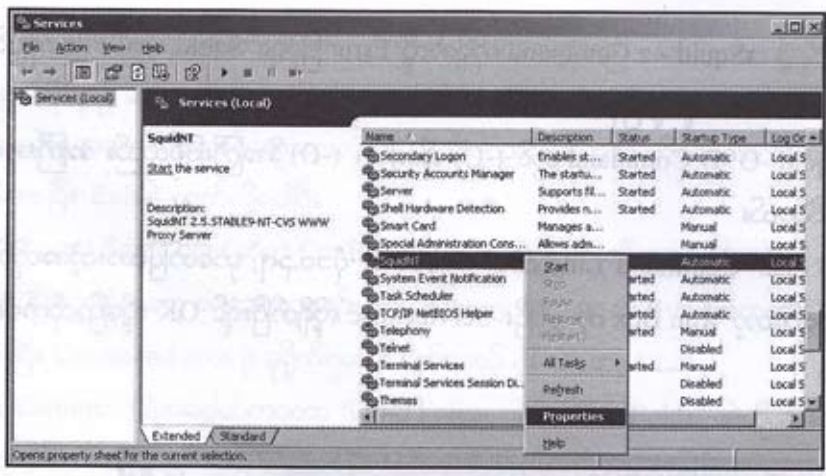 Services
File Action View Help
Services (Local)
Services (Local)
SquidNT
Start the service
Description:
SquidNT 2.5.STABLE9-NT-CVS WWW
Proxy Server
Name Description Status Startup Type Log On
Secondary Logon Enables st... Started Automatic Local S
Security Accounts Manager The startu... Started Automatic Local S
Server Supports fil... Started Automatic Local S
Shell Hardware Detection Provides n... Started Automatic Local S
Smart Card Manages a... Manual Local S
Special Administration Cons... Allows adm... Manual Local S
SquidNT Automatic Local S
System Event Notification arted Automatic Local S
Task Scheduler arted Automatic Local S
TCP/IP NetBIOS Helper arted Automatic Local S
Telephony arted Manual Local S
Telnet Disabled Local S
Terminal Services arted Manual Local S
Terminal Services Session Di... Disabled Local S
Themes Disabled Local S
Start
Stop
Pause
Resume
Restart
All Tasks
Refresh
Properties
Help
Extended Standard
Opens property sheet for the current selection.